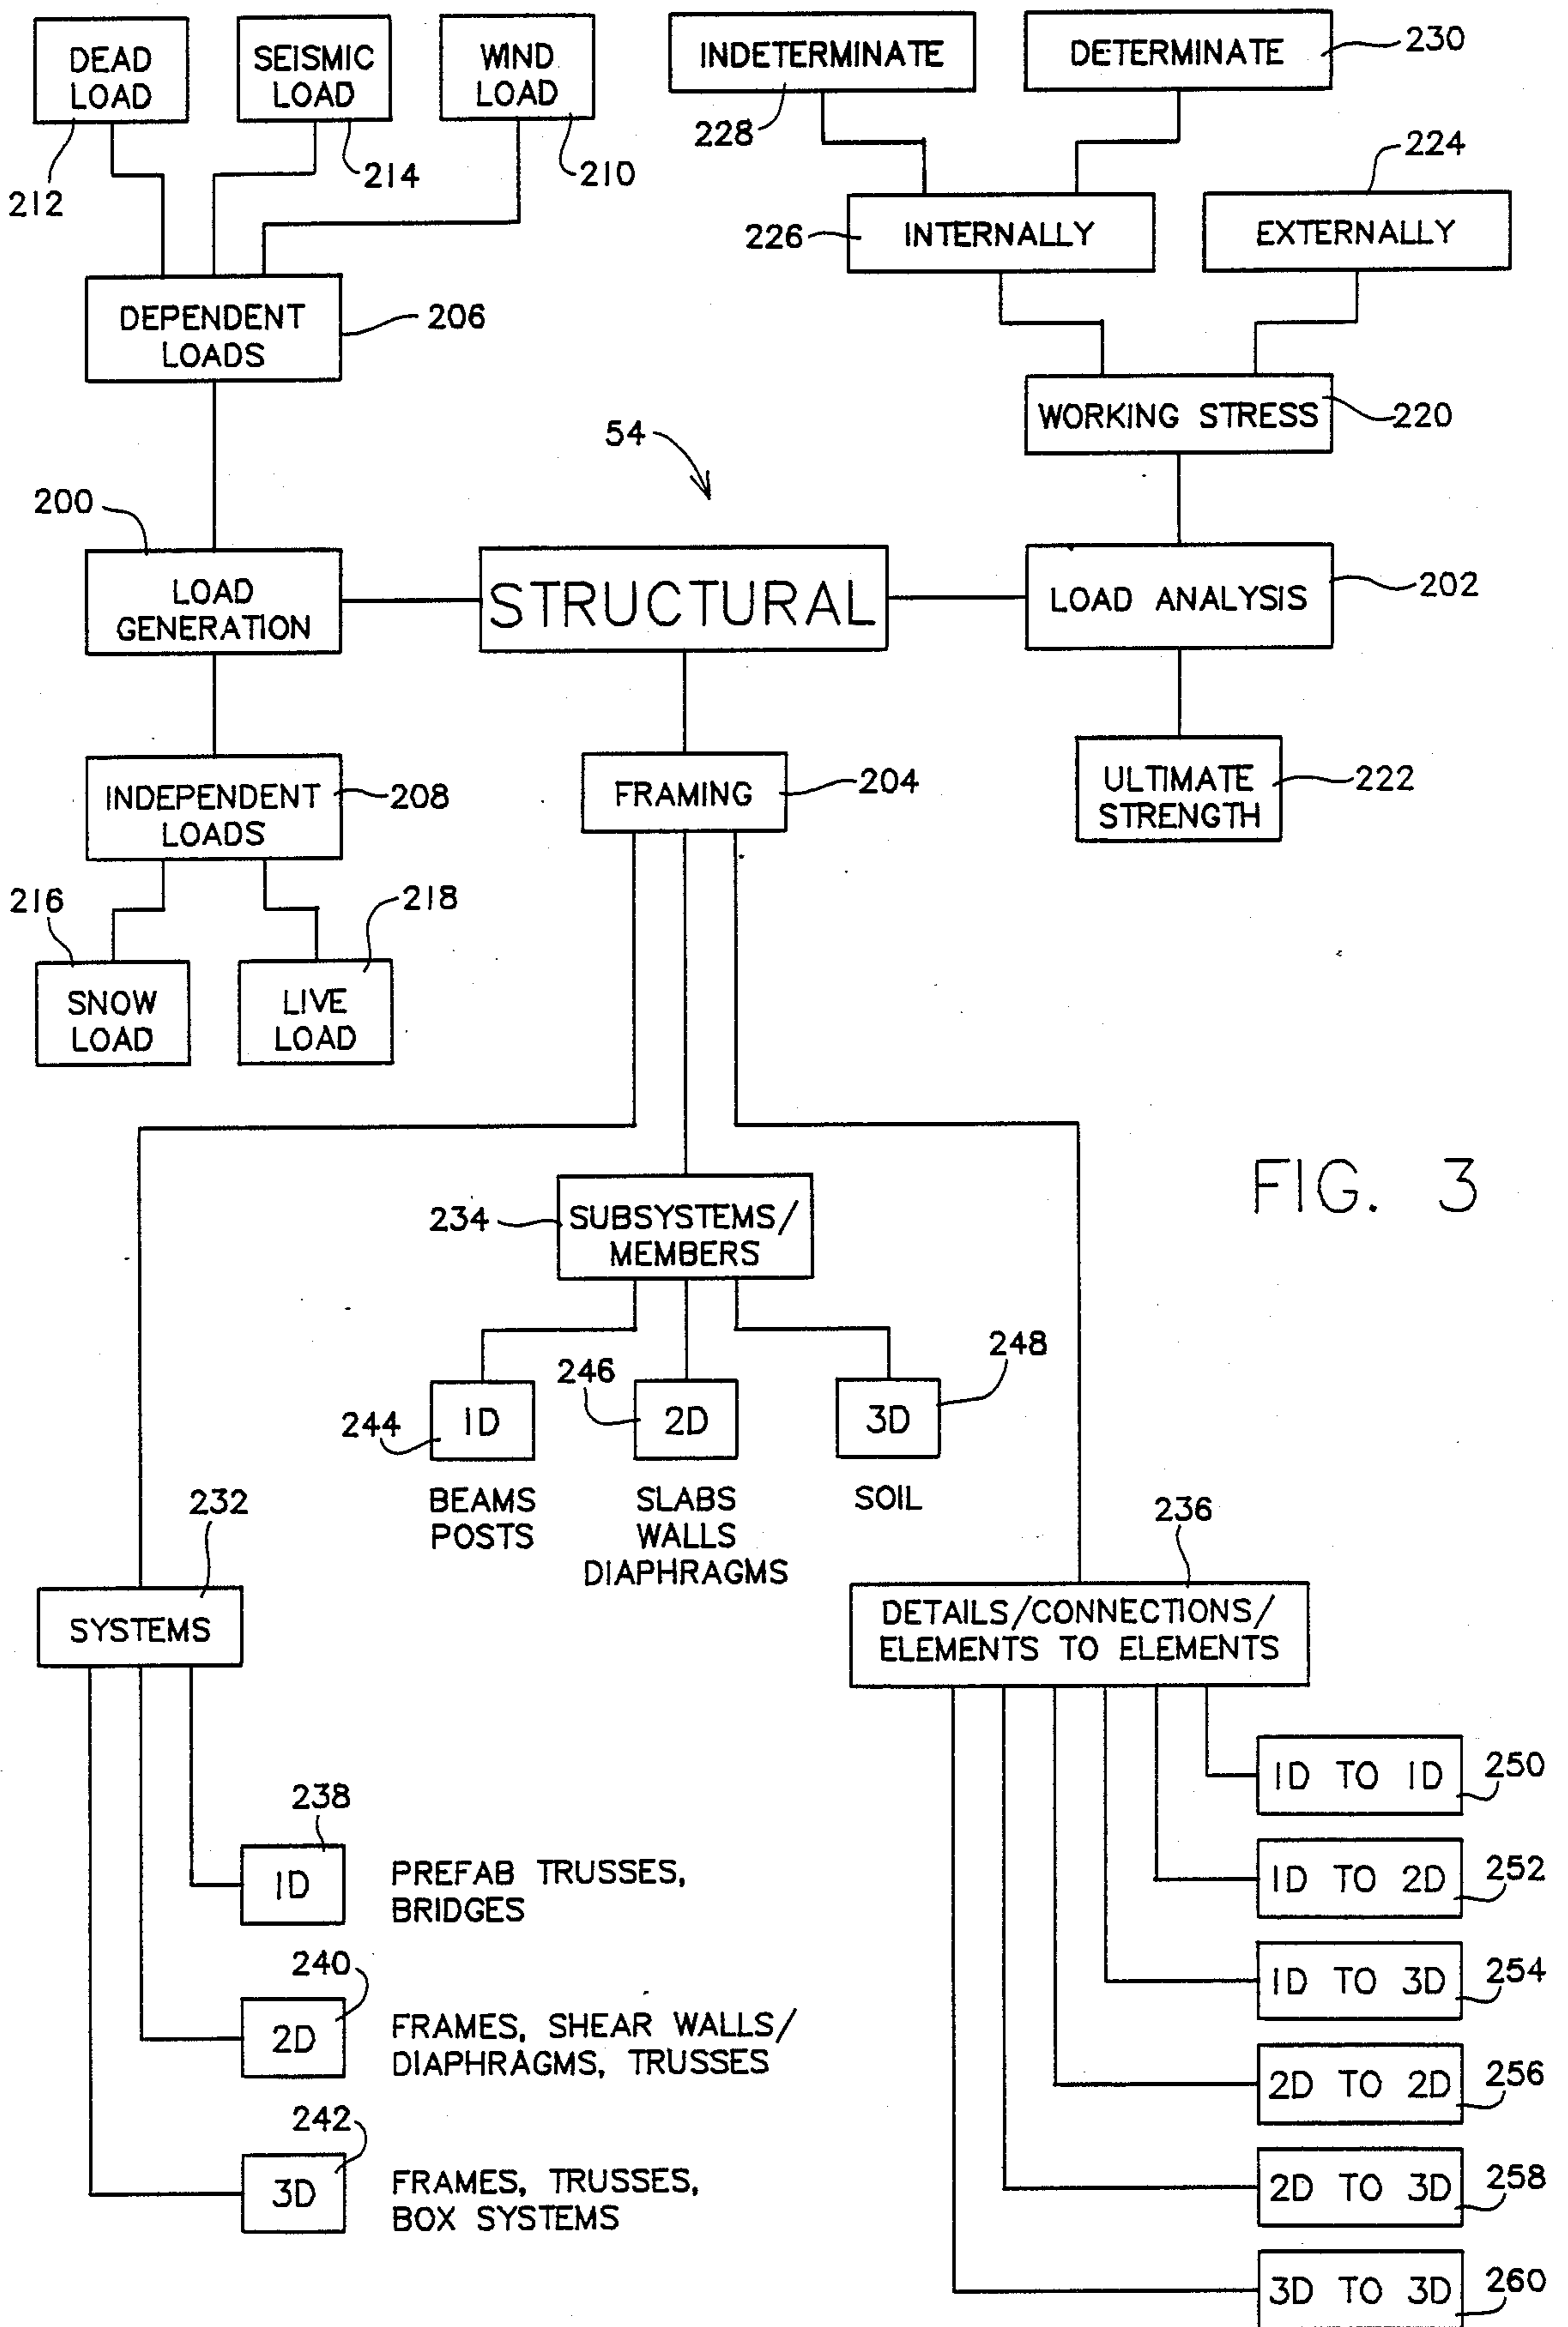 DEAD
LOAD
SEISMIC
LOAD
WIND
LOAD
INDETERMINATE
DETERMINATE
230
212
214
210
228
224
226
INTERNALLY
EXTERNALLY
DEPENDENT
LOADS
206
WORKING STRESS
220
54
200
LOAD
GENERATION
STRUCTURAL
LOAD ANALYSIS
202
INDEPENDENT
LOADS
208
FRAMING
204
ULTIMATE
STRENGTH
222
216
218
SNOW
LOAD
LIVE
LOAD
FIG. 3
234
SUBSYSTEMS/
MEMBERS
244
1D
246
2D
248
3D
BEAMS
POSTS
SLABS
WALLS
DIAPHRAGMS
SOIL
232
SYSTEMS
236
DETAILS/CONNECTIONS/
ELEMENTS TO ELEMENTS
238
1D
PREFAB TRUSSES,
BRIDGES
240
2D
FRAMES, SHEAR WALLS/
DIAPHRAGMS, TRUSSES
242
3D
FRAMES, TRUSSES,
BOX SYSTEMS
1D TO 1D
250
1D TO 2D
252
1D TO 3D
254
2D TO 2D
256
2D TO 3D
258
3D TO 3D
260